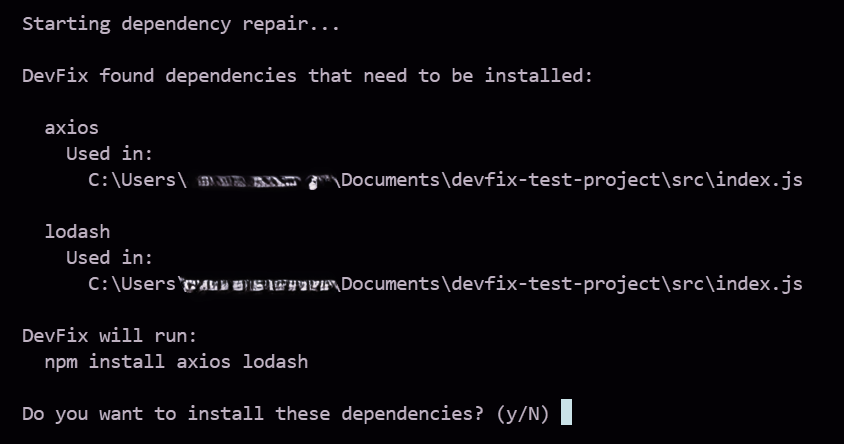 Starting dependency repair...
DevFix found dependencies that need to be installed:
axios
Used in:
C:\Users\ \Documents\devfix-test-project\src\index.js
lodash
Used in:
C:\Users \Documents\devfix-test-project\src\index.js
DevFix will run:
npm install axios lodash
Do you want to install these dependencies? (y/N)